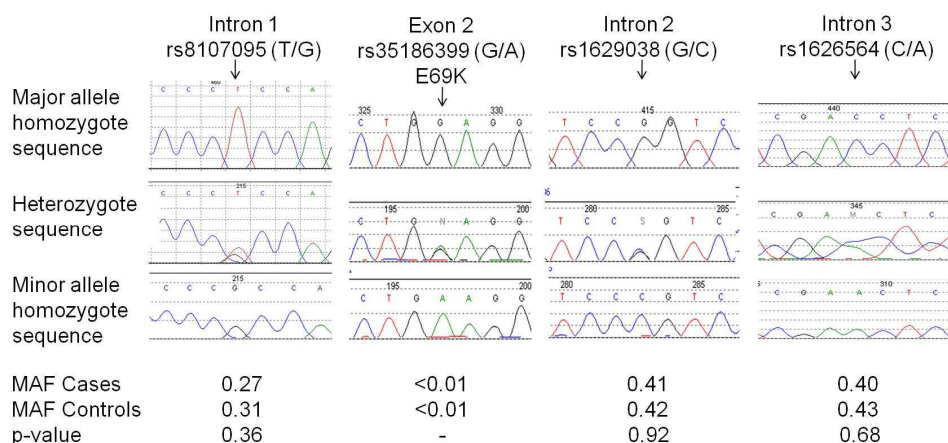 Intron 1 Exon 2 Intron 2 Intron 3
rs8107095 (T/G) rs35186399 (G/A) rs1629038 (G/C) rs1626564 (C/A)
E69K
Major allele
homozygote
sequence
C C C T C C A
325 330
C T G G A G G
415
T C C G G T C
440
C G A C C T C
Heterozygote
sequence
215
C C C T C C A
195 200
C T G N A G G
280 285
T C C S G T C
345
C G A M C T C
Minor allele
homozygote
sequence
215
C C C G C C A
195 200
C T G A A G G
280 285
T C C C G T C
310
C G A A C T C
MAF Cases 0.27 <0.01 0.41 0.40
MAF Controls 0.31 <0.01 0.42 0.43
p-value 0.36 - 0.92 0.68